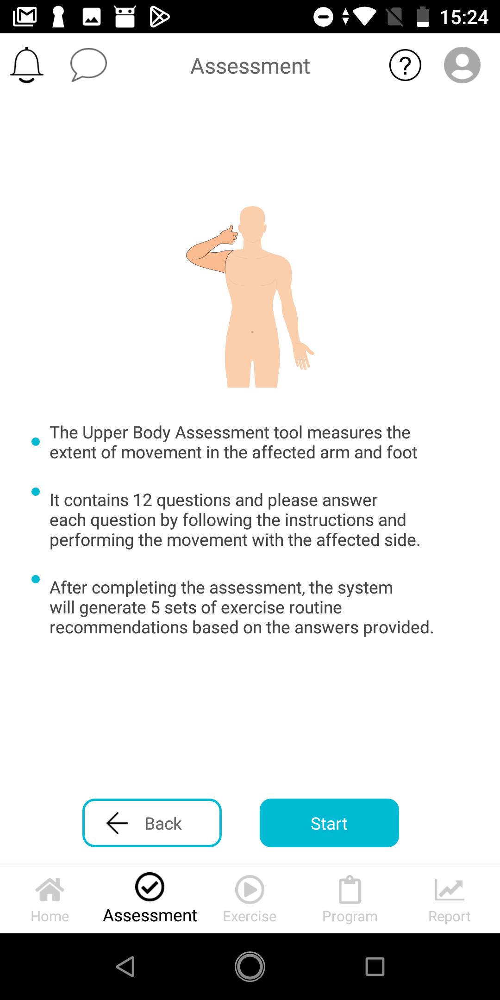 15:24
Assessment
?
The Upper Body Assessment tool measures the
extent of movement in the affected arm and foot
It contains 12 questions and please answer
each question by following the instructions and
performing the movement with the affected side.
After completing the assessment, the system
will generate 5 sets of exercise routine
recommendations based on the answers provided.
Back
Start
Home
Assessment
Exercise
Program
Report